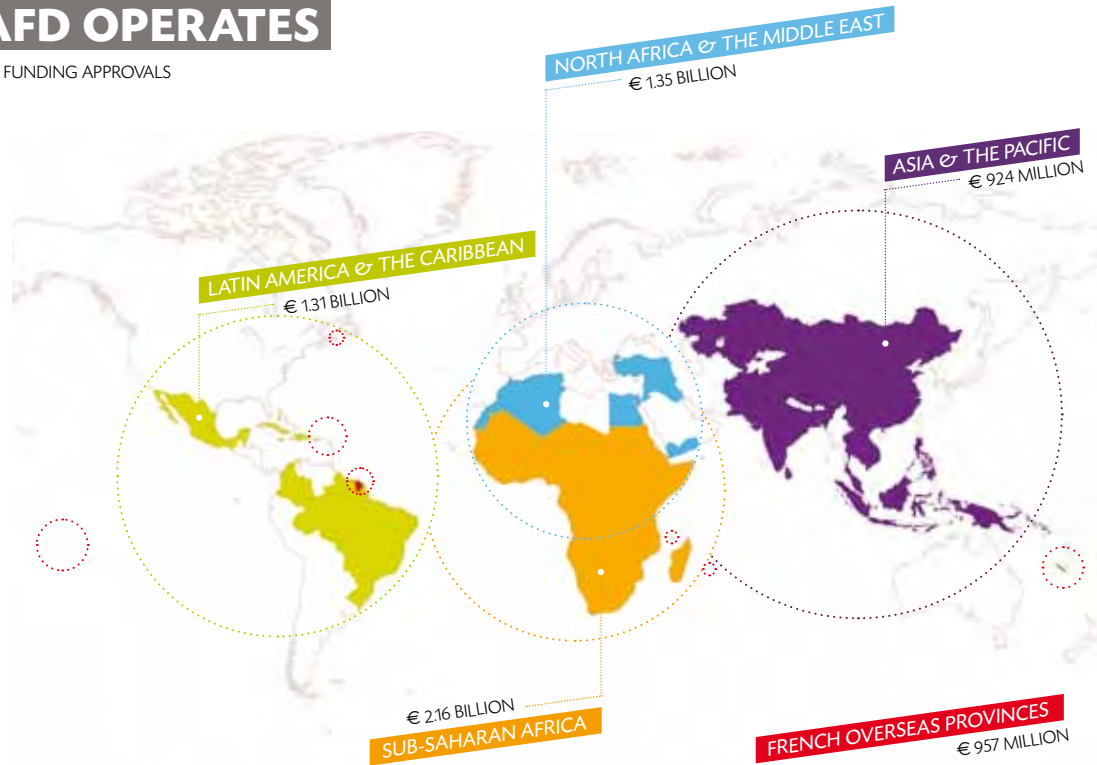 AFD OPERATES
FUNDING APPROVALS
NORTH AFRICA & THE MIDDLE EAST
€ 1.35 BILLION
ASIA & THE PACIFIC
€ 924 MILLION
LATIN AMERICA & THE CARIBBEAN
€ 1.31 BILLION
€ 2.16 BILLION
SUB-SAHARAN AFRICA
FRENCH OVERSEAS PROVINCES
€ 957 MILLION